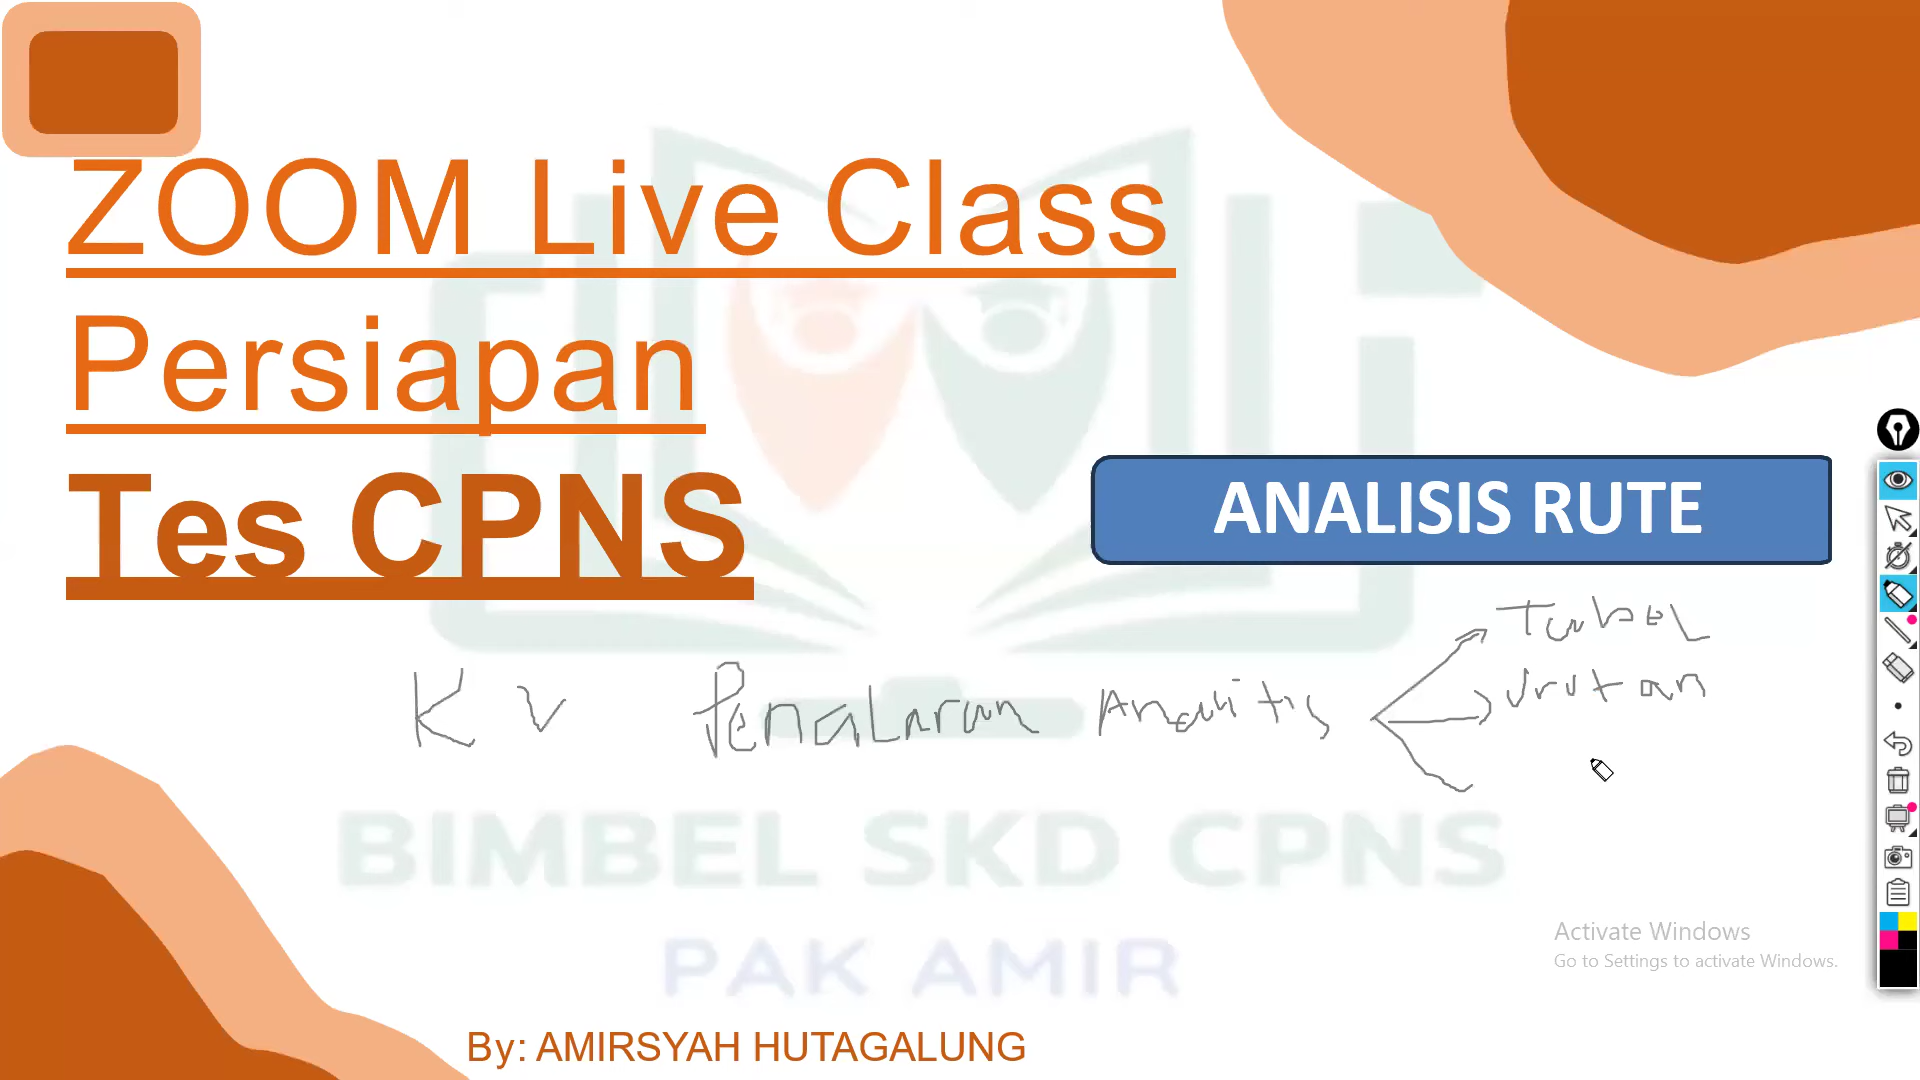 ZOOM Live Class
Persiapan
Tes CPNS
ANALISIS RUTE
Tabel
K V Penalaran Analitis
Urutan
BIMBEL SKD CPNS
PAK AMIR
Activate Windows
Go to Settings to activate Windows.
By: AMIRSYAH HUTAGALUNG